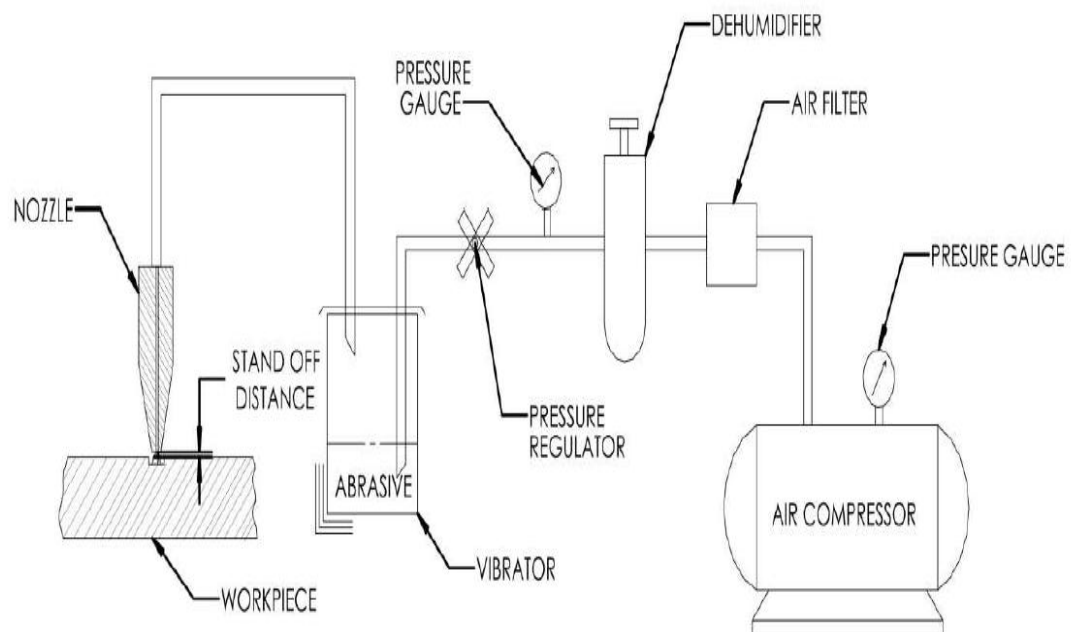 DEHUMIDIFIER
PRESSURE
GAUGE
AIR FILTER
NOZZLE
PRESURE GAUGE
STAND OFF
DISTANCE
PRESSURE
REGULATOR
ABRASIVE
AIR COMPRESSOR
VIBRATOR
WORKPIECE